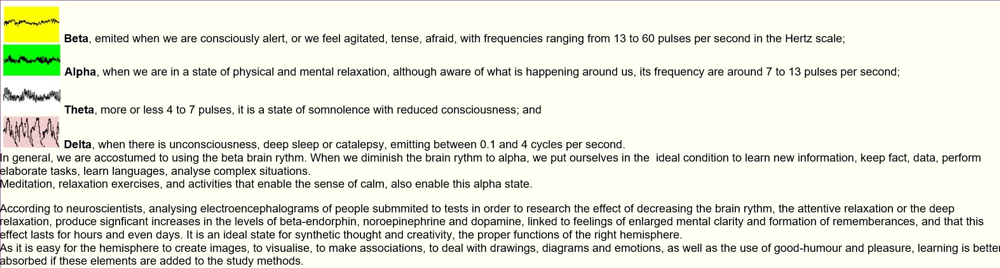 Beta, emited when we are consciously alert, or we feel agitated, tense, afraid, with frequencies ranging from 13 to 60 pulses per second in the Hertz scale;
Alpha, when we are in a state of physical and mental relaxation, although aware of what is happening around us, its frequency are around 7 to 13 pulses per second;
Theta, more or less 4 to 7 pulses, it is a state of somnolence with reduced consciousness; and
Delta, when there is unconsciousness, deep sleep or catalepsy, emitting between 0.1 and 4 cycles per second.
In general, we are accostumed to using the beta brain rythm. When we diminish the brain rythm to alpha, we put ourselves in the  ideal condition to learn new information, keep fact, data, perform
elaborate tasks, learn languages, analyse complex situations.
Meditation, relaxation exercises, and activities that enable the sense of calm, also enable this alpha state.
According to neuroscientists, analysing electroencephalograms of people submmited to tests in order to research the effect of decreasing the brain rythm, the attentive relaxation or the deep
relaxation, produce signficant increases in the levels of beta-endorphin, noroepinephrine and dopamine, linked to feelings of enlarged mental clarity and formation of rememberances, and that this
effect lasts for hours and even days. It is an ideal state for synthetic thought and creativity, the proper functions of the right hemisphere.
As it is easy for the hemisphere to create images, to visualise, to make associations, to deal with drawings, diagrams and emotions, as well as the use of good-humour and pleasure, learning is better
absorbed if these elements are added to the study methods.